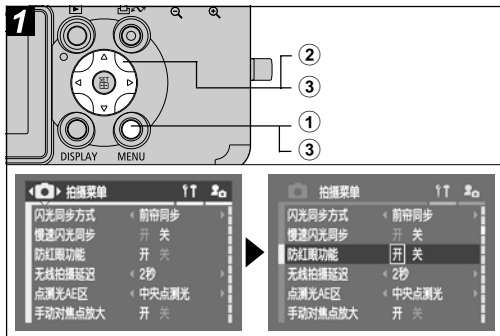 1
SET
②
③
①
③
DISPLAY MENU
拍摄菜单
闪光同步方式 前帘同步
慢速闪光同步 开 关
防红眼功能 开 关
无线拍摄延迟 2秒
点测光AE区 中央点测光
手动对焦点放大 开 关
拍摄菜单
闪光同步方式 前帘同步
慢速闪光同步 开 关
防红眼功能 开 关
无线拍摄延迟 2秒
点测光AE区 中央点测光
手动对焦点放大 开 关